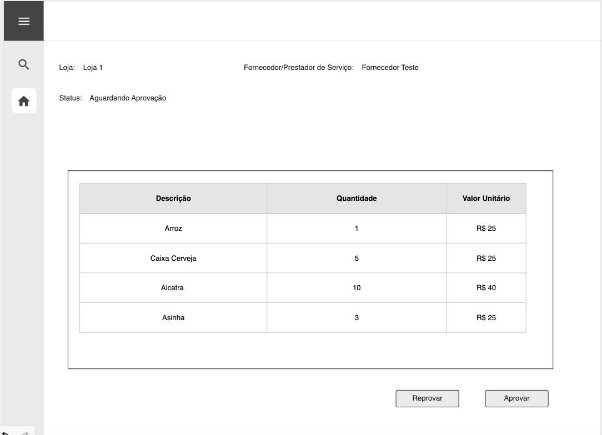 Loja: Loja 1 Fornecedor/Prestador de Serviço: Fornecedor Teste
Status: Aguardando Aprovação
Descrição Quantidade Valor Unitário
Arroz 1 R$ 25
Caixa Cerveja 5 R$ 25
Alcatra 10 R$ 40
Asinha 3 R$ 25
Reprovar Aprovar